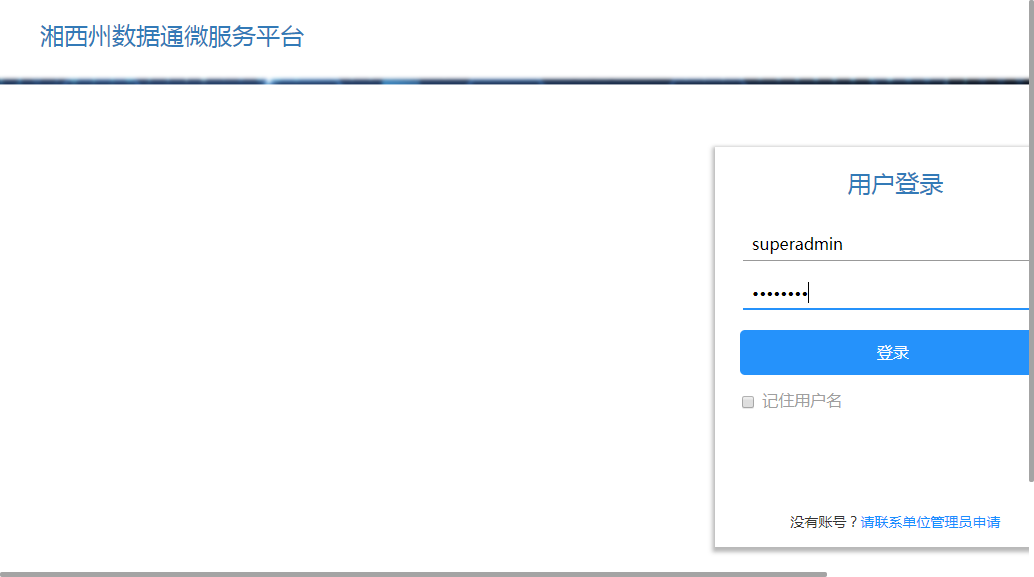 湘西州数据通微服务平台
用户登录
superadmin
••••••••
登录
记住用户名
没有账号？请联系单位管理员申请